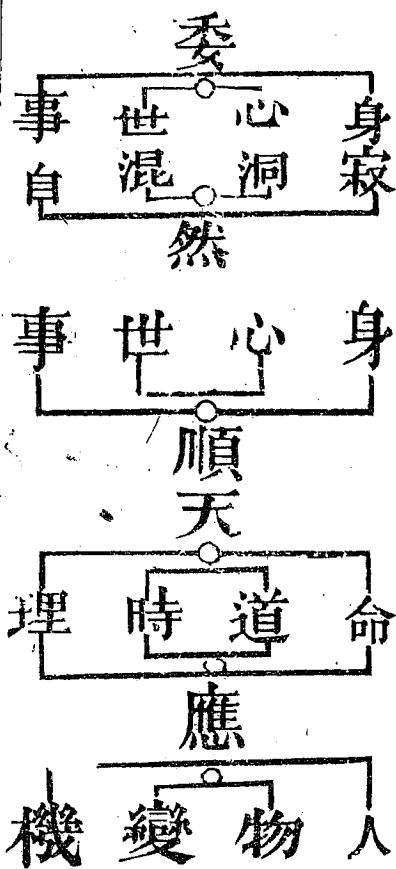 委
身心世事
寂洞混自
然
身心世事
順
天
命道時理
應
人物變機